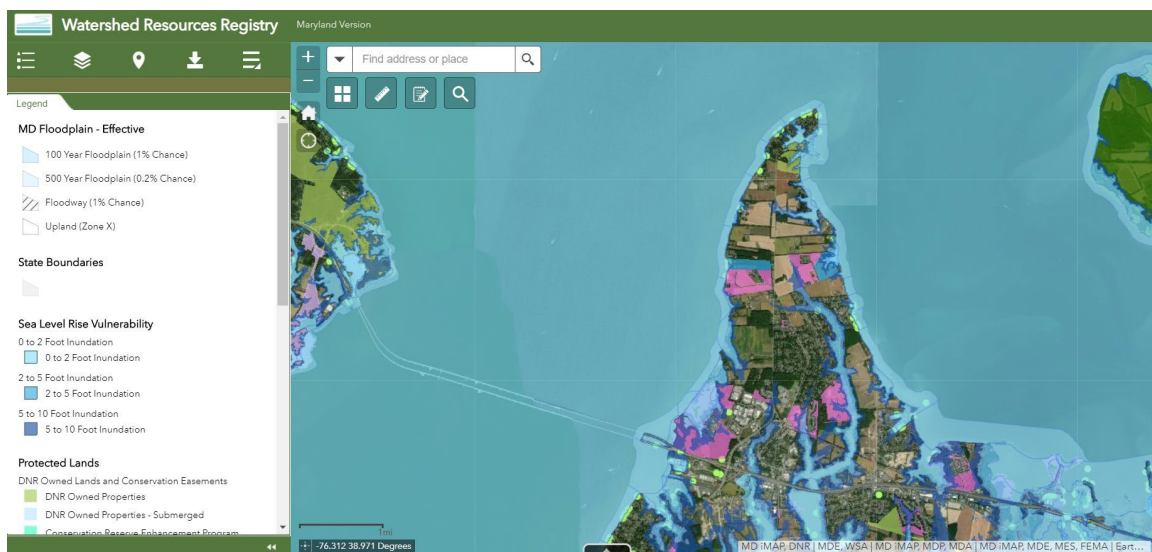 Watershed Resources Registry
Maryland Version
Find address or place
Legend
MD Floodplain - Effective
100 Year Floodplain (1% Chance)
500 Year Floodplain (0.2% Chance)
Floodway (1% Chance)
Upland (Zone X)
State Boundaries
Sea Level Rise Vulnerability
0 to 2 Foot Inundation
0 to 2 Foot Inundation
2 to 5 Foot Inundation
2 to 5 Foot Inundation
5 to 10 Foot Inundation
5 to 10 Foot Inundation
Protected Lands
DNR Owned Lands and Conservation Easements
DNR Owned Properties
DNR Owned Properties - Submerged
Conservation Reserve Enhancement Program
1mi
-76.312 38.971 Degrees
MD iMAP, DNR | MDE, WSA | MD iMAP, MDP, MDA | MD iMAP, MDE, MES, FEMA | Eart...